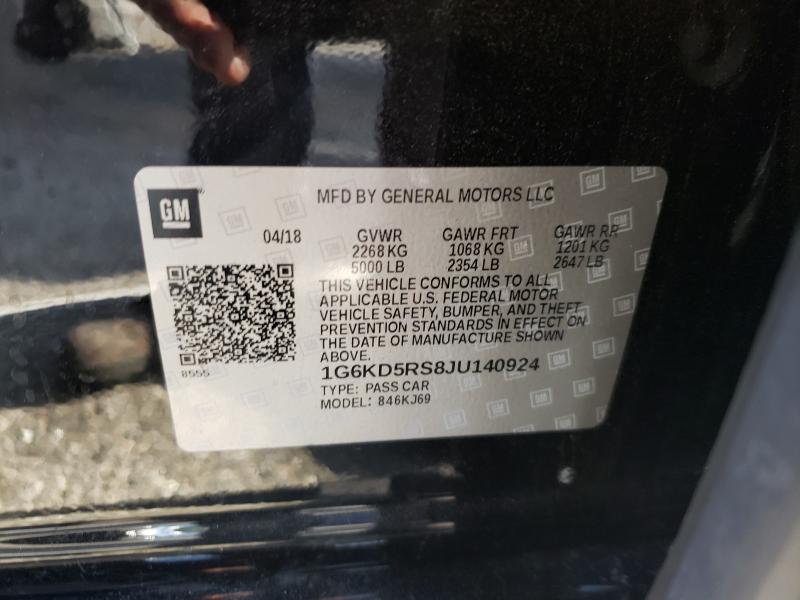 GM
MFD BY GENERAL MOTORS LLC
04/18 GVWR GAWR FRT GAWR RR
2268 KG 1068 KG 1201 KG
5000 LB 2354 LB 2647 LB
THIS VEHICLE CONFORMS TO ALL
APPLICABLE U.S. FEDERAL MOTOR
VEHICLE SAFETY, BUMPER, AND THEFT
PREVENTION STANDARDS IN EFFECT ON
THE DATE OF MANUFACTURE SHOWN
ABOVE.
8555
1G6KD5RS8JU140924
TYPE: PASS CAR
MODEL: 846KJ69